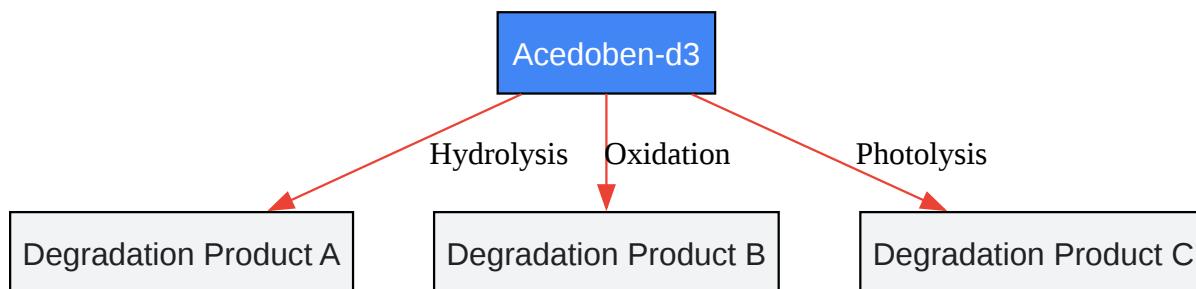 Acedoben-d3
Hydrolysis
Oxidation
Photolysis
Degradation Product A
Degradation Product B
Degradation Product C